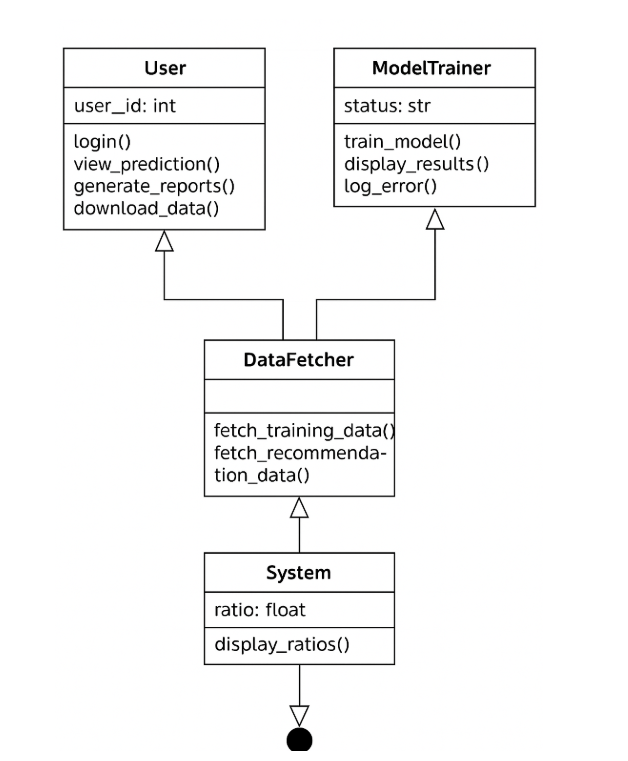 User
user_id: int
login()
view_prediction()
generate_reports()
download_data()
ModelTrainer
status: str
train_model()
display_results()
log_error()
DataFetcher
fetch_training_data()
fetch_recommenda-
tion_data()
System
ratio: float
display_ratios()